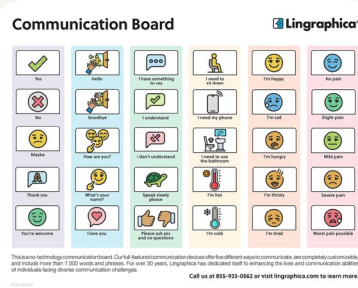 Communication Board
Lingraphica
Yes
Hello
I have something
to say
I need to
sit down
I'm happy
No pain
No
Goodbye
I understand
I need my phone
I'm sad
Slight pain
Maybe
How are you?
I don't understand
I need to use
the bathroom
I'm hungry
Mild pain
Thank you
What's your
name?
Speak slowly
please
I'm hot
I'm thirsty
Severe pain
You're welcome
I love you
Please ask yes
and no questions
I'm cold
I'm tired
Worst pain possible
This is a no-technology communication board. Our full-featured communication devices offer five different ways to communicate, are completely customizable
and include more than 7,000 words and phrases. For over 30 years, Lingraphica has dedicated itself to enhancing the lives and communication abilities
of individuals facing diverse communication challenges.
Call us at 855-933-0562 or visit lingraphica.com to learn more.